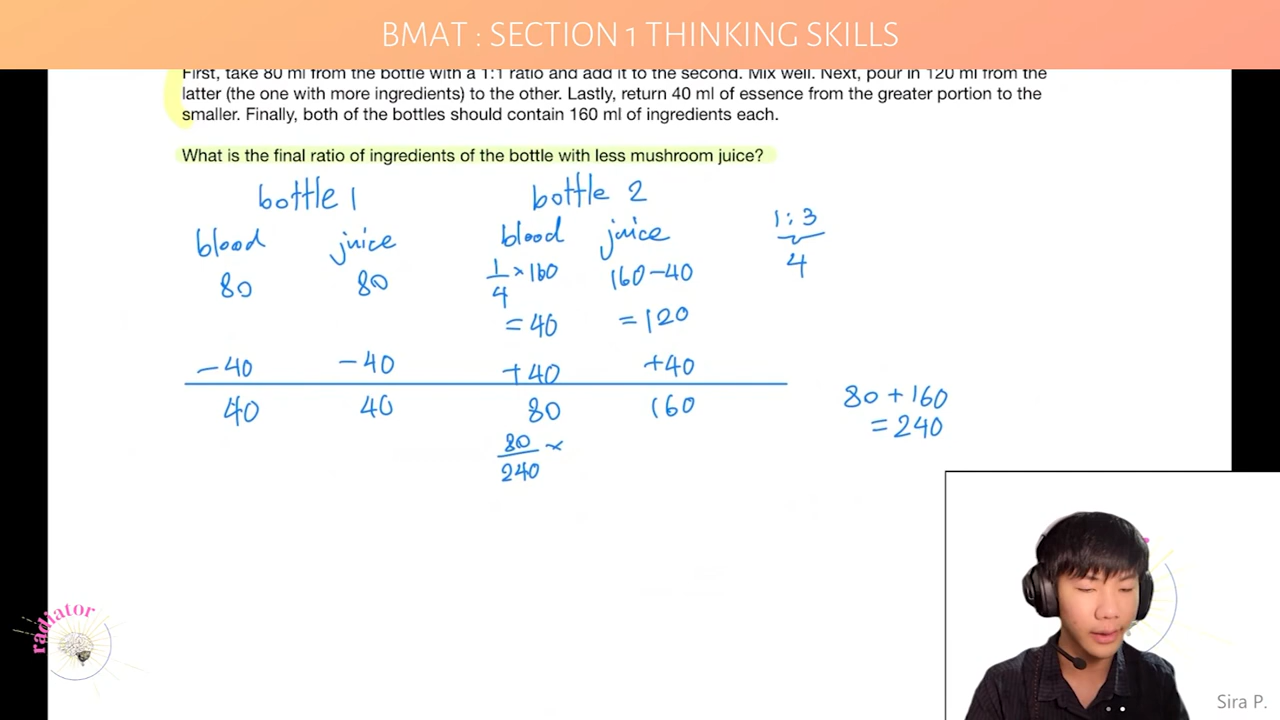 BMAT : SECTION 1 THINKING SKILLS
First, take 80 ml from the bottle with a 1:1 ratio and add it to the second. Mix well. Next, pour in 120 ml from the
latter (the one with more ingredients) to the other. Lastly, return 40 ml of essence from the greater portion to the
smaller. Finally, both of the bottles should contain 160 ml of ingredients each.
What is the final ratio of ingredients of the bottle with less mushroom juice?
bottle 1 bottle 2
blood juice blood juice 1:3
4
80 80 1/4 × 160 160-40
= 40 = 120
-40 -40 +40 +40
40 40 80 160 80 + 160
= 240
80/240 ×
radiator
Sira P.